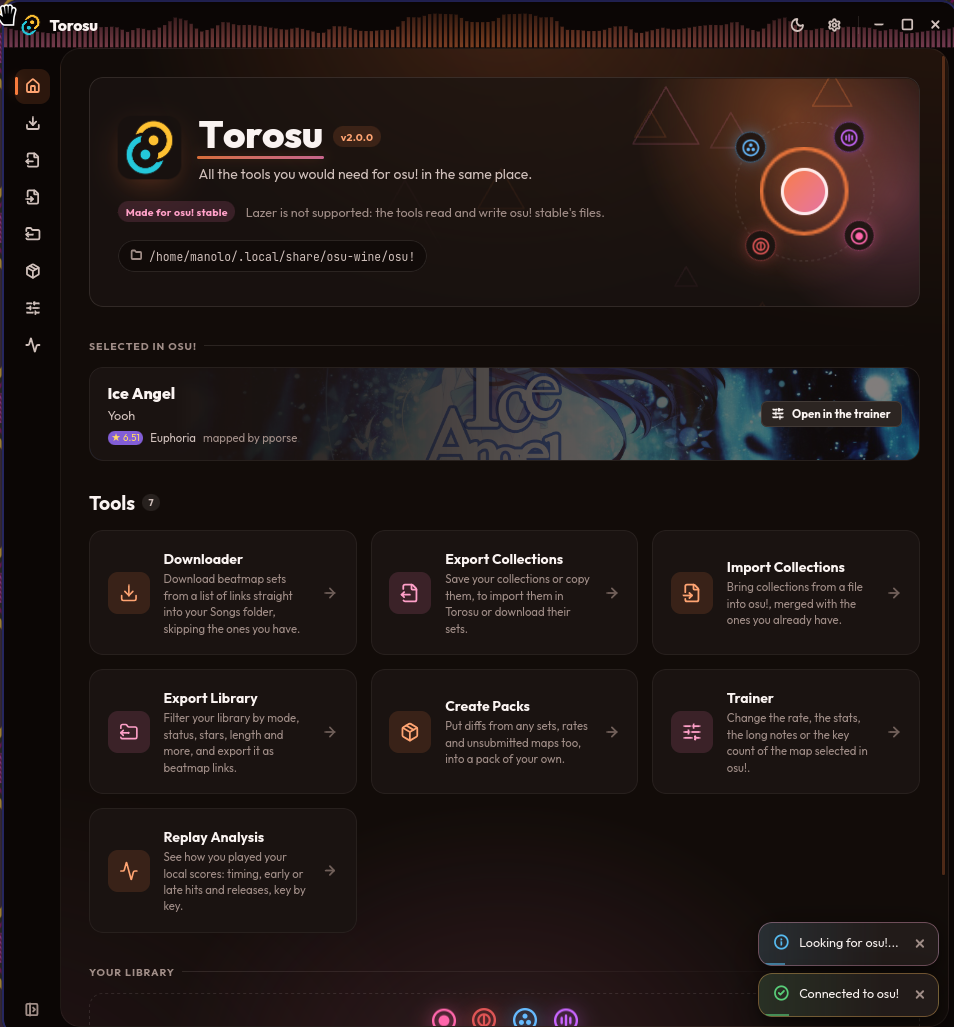 Torosu
Torosu v2.0.0
All the tools you would need for osu! in the same place.
Made for osu! stable Lazer is not supported: the tools read and write osu! stable's files.
/home/manolo/.local/share/osu-wine/osu!
SELECTED IN OSU!
Ice Angel
Yooh
★ 6.51 Euphoria mapped by pporse
Ice
Angel
Open in the trainer
Tools 7
Downloader
Download beatmap sets
from a list of links straight
into your Songs folder,
skipping the ones you have.
Export Collections
Save your collections or copy
them, to import them in
Torosu or download their
sets.
Import Collections
Bring collections from a file
into osu!, merged with the
ones you already have.
Export Library
Filter your library by mode,
status, stars, length and
more, and export it as
beatmap links.
Create Packs
Put diffs from any sets, rates
and unsubmitted maps too,
into a pack of your own.
Trainer
Change the rate, the stats,
the long notes or the key
count of the map selected in
osu!.
Replay Analysis
See how you played your
local scores: timing, early or
late hits and releases, key by
key.
YOUR LIBRARY
Looking for osu!...
Connected to osu!